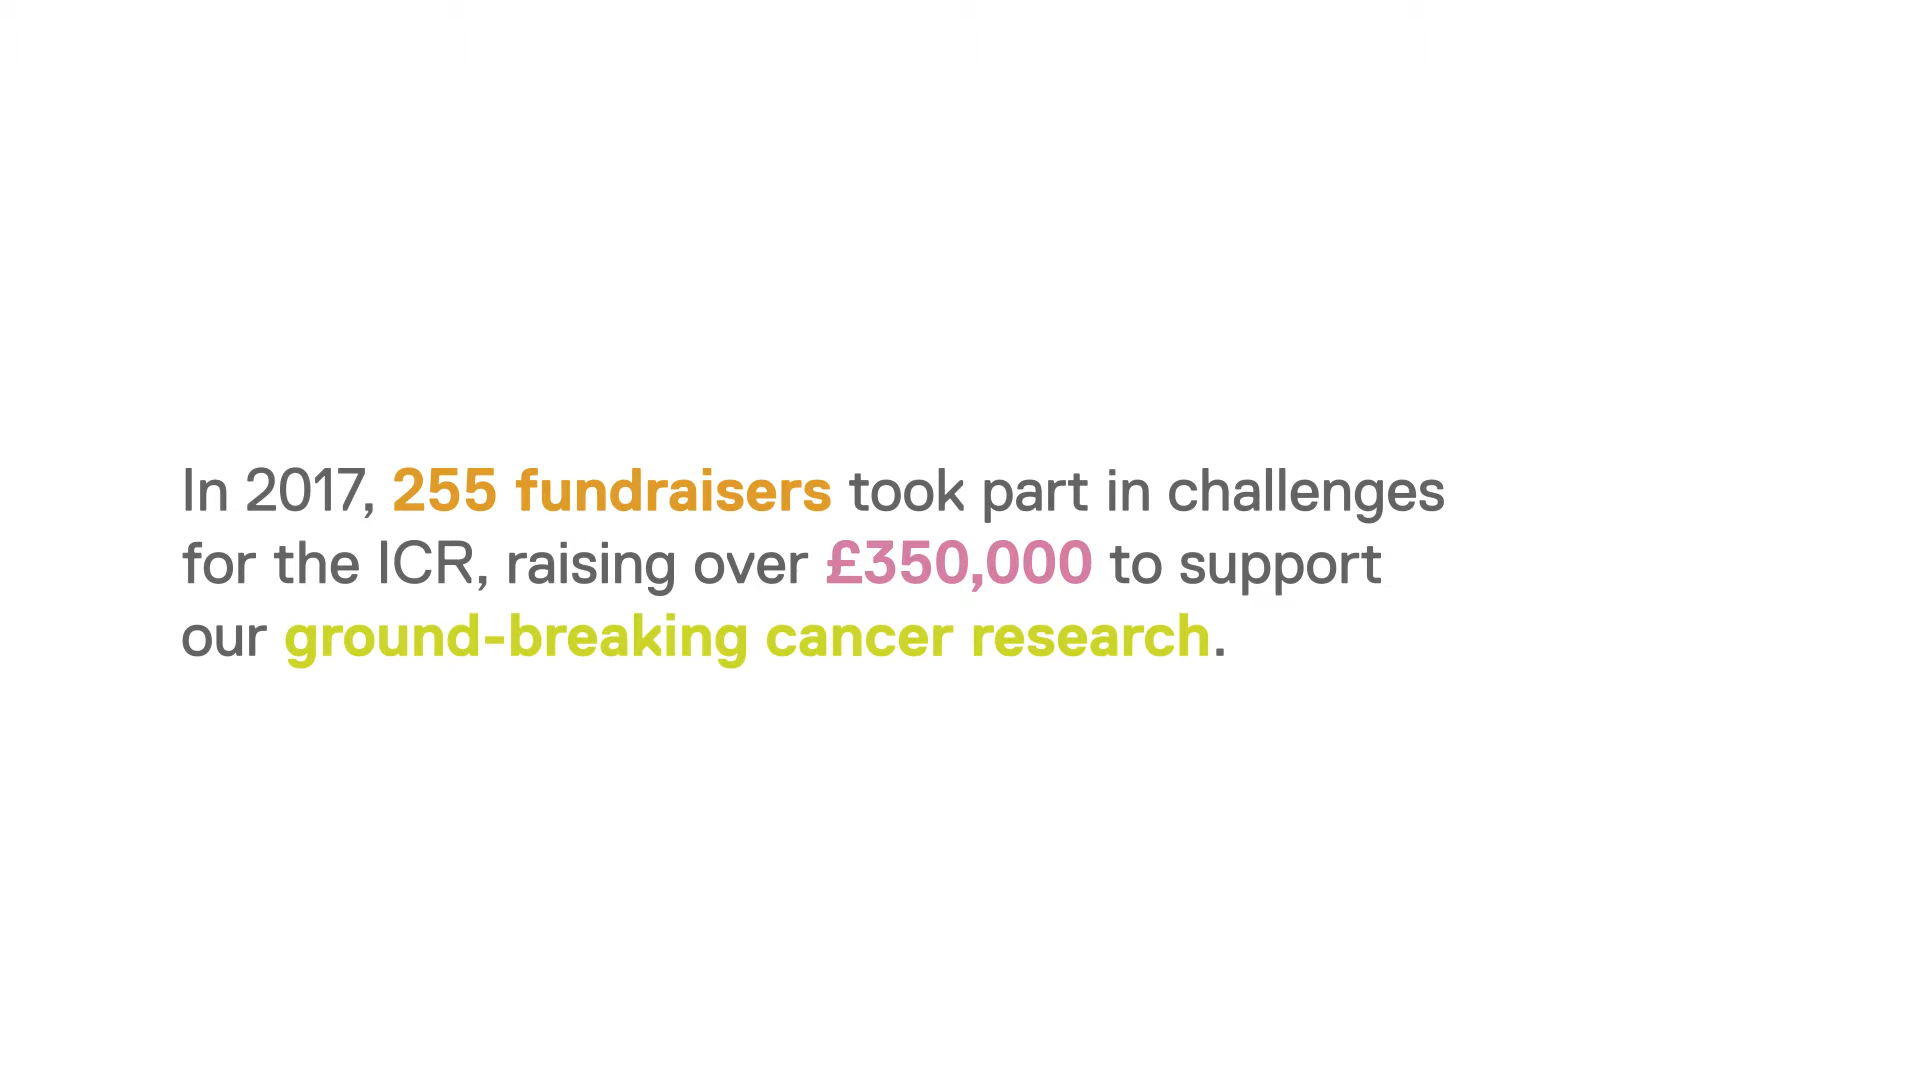 In 2017, 255 fundraisers took part in challenges
for the ICR, raising over £350,000 to support
our ground-breaking cancer research.